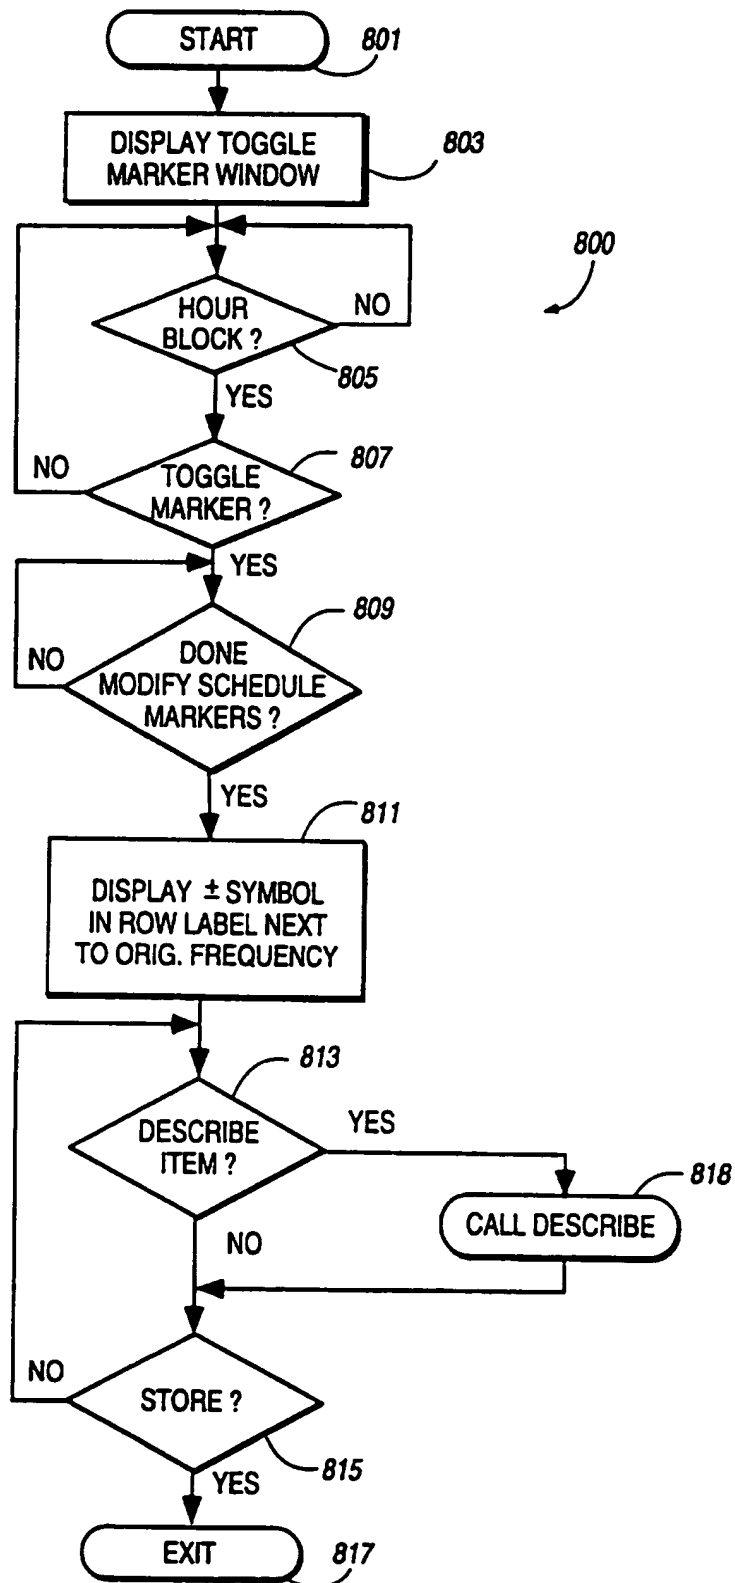 START
801
DISPLAY TOGGLE
MARKER WINDOW
803
800
HOUR
BLOCK ?
NO
805
YES
TOGGLE
MARKER ?
807
NO
YES
809
DONE
MODIFY SCHEDULE
MARKERS ?
NO
YES
811
DISPLAY ± SYMBOL
IN ROW LABEL NEXT
TO ORIG. FREQUENCY
813
DESCRIBE
ITEM ?
YES
818
CALL DESCRIBE
NO
STORE ?
NO
815
YES
EXIT
817